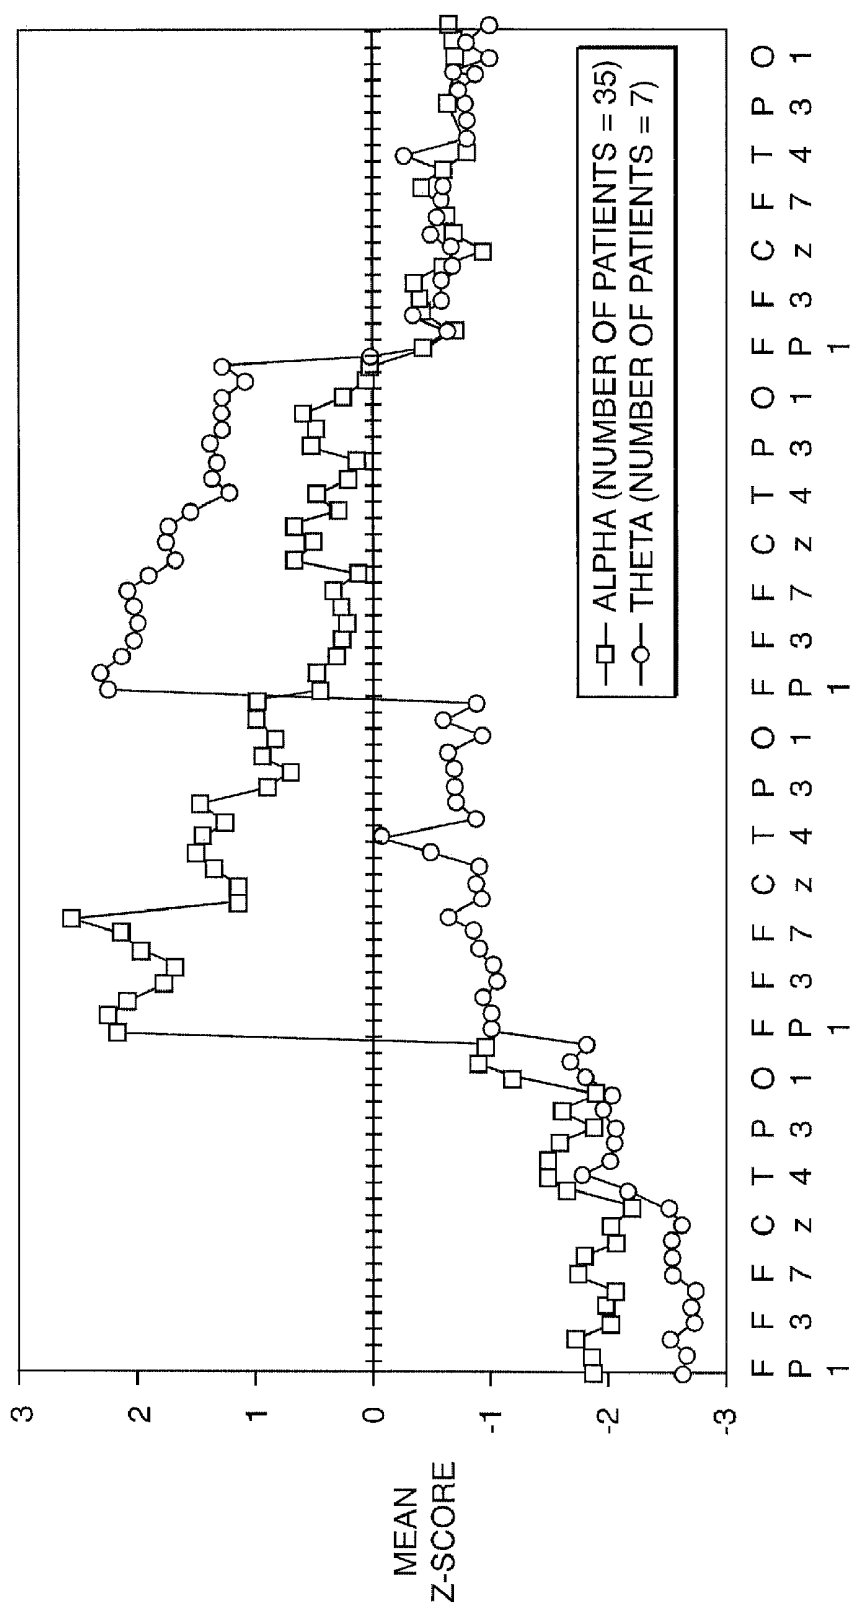 3
2
1
0
-1
-2
-3
MEAN
Z-SCORE
ALPHA (NUMBER OF PATIENTS = 35)
THETA (NUMBER OF PATIENTS = 7)
F F F C T P O F F F C T P O F F F C T P O F F F C T P O
P 3 7 z 4 3 1 P 3 7 z 4 3 1 P 3 7 z 4 3 1 P 3 7 z 4 3 1
1 1 1 1